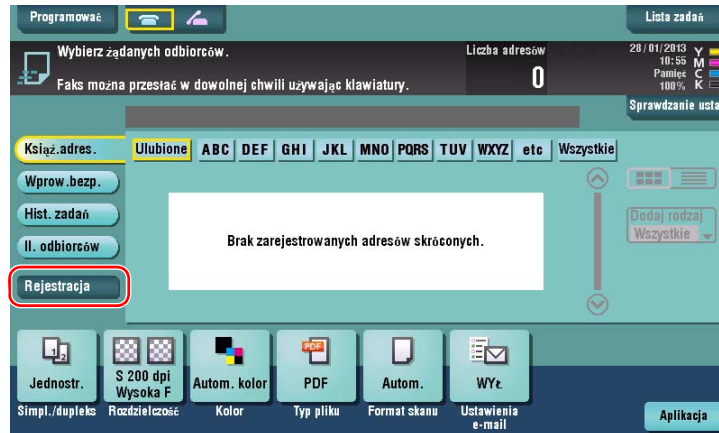 Programować
Lista zadań
Wybierz żądanych odbiorców.
Faks można przesłać w dowolnej chwili używając klawiatury.
Liczba adresów
0
28/01/2013
10:55
Pamięć
100%
Y
M
C
K
Sprawdzanie usta
Książ.adres.
Wprow.bezp.
Hist. zadań
Il. odbiorców
Rejestracja
Ulubione ABC DEF GHI JKL MNO PQRS TUV WXYZ etc Wszystkie
Brak zarejestrowanych adresów skróconych.
Dodaj rodzaj
Wszystkie
1 2
Jednostr.
Simpl./dupleks
S 200 dpi
Wysoka F
Rozdzielczość
Autom. kolor
Kolor
PDF
PDF
Typ pliku
Autom.
Format skanu
WYŁ
Ustawienia
e-mail
Aplikacja